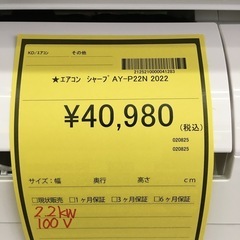 KD/エアコン その他
2125210000041203
★エアコン シャープ AY-P22N 2022
¥40,980
(税込)
020825 020825
サイズ:幅 奥行 高さ cm
□現状販売 □1ヶ月保証 □3ヶ月保証 □6ヶ月保証
2.2kW
100V